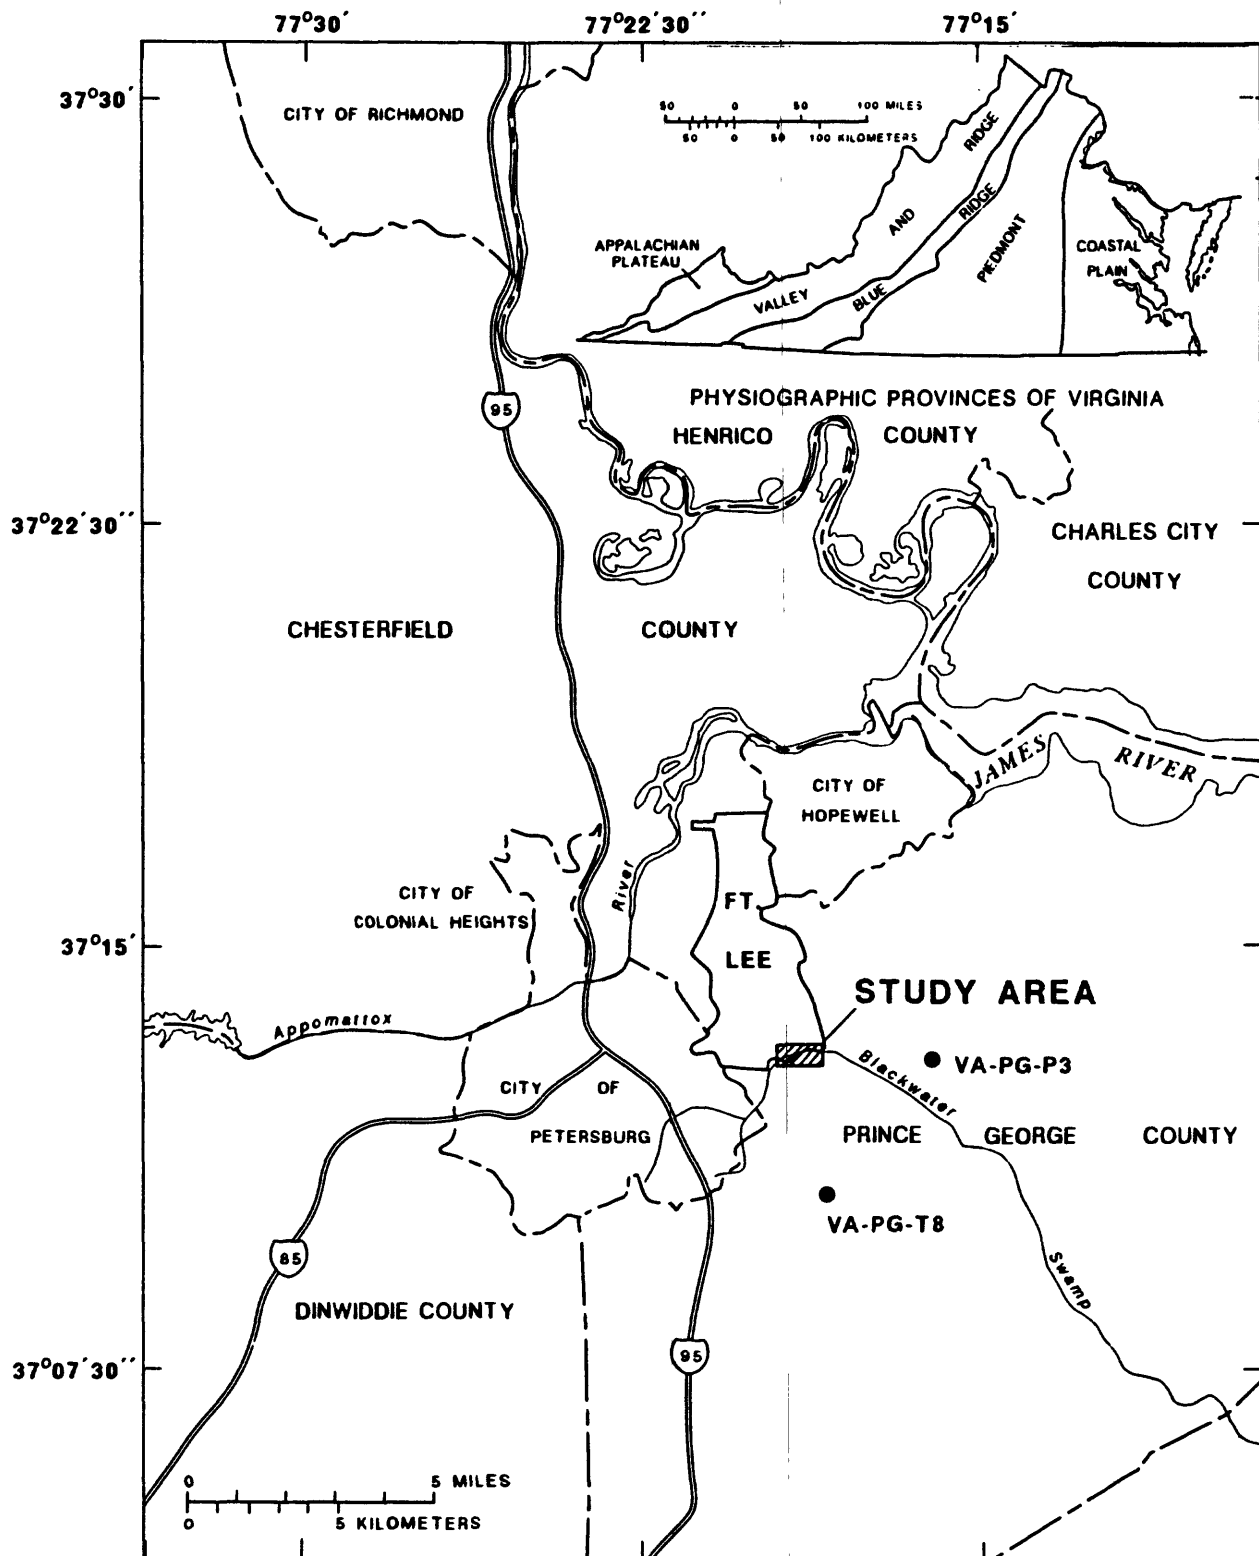 77°30' 77°22'30'' 77°15'
37°30'
CITY OF RICHMOND
50 0 50 100 MILES
50 0 50 100 KILOMETERS
RIDGE
AND
RIDGE
APPALACHIAN
PLATEAU
VALLEY
BLUE
PIEDMONT
COASTAL
PLAIN
PHYSIOGRAPHIC PROVINCES OF VIRGINIA
95
HENRICO COUNTY
37°22'30''
CHARLES CITY
COUNTY
CHESTERFIELD COUNTY
JAMES RIVER
CITY OF
HOPEWELL
River
CITY OF
COLONIAL HEIGHTS
FT.
LEE
37°15'
STUDY AREA
Appomattox
Blackwater
VA-PG-P3
CITY OF
PETERSBURG
PRINCE GEORGE COUNTY
VA-PG-T8
85
Swamp
DINWIDDIE COUNTY
95
37°07'30''
0 5 MILES
0 5 KILOMETERS